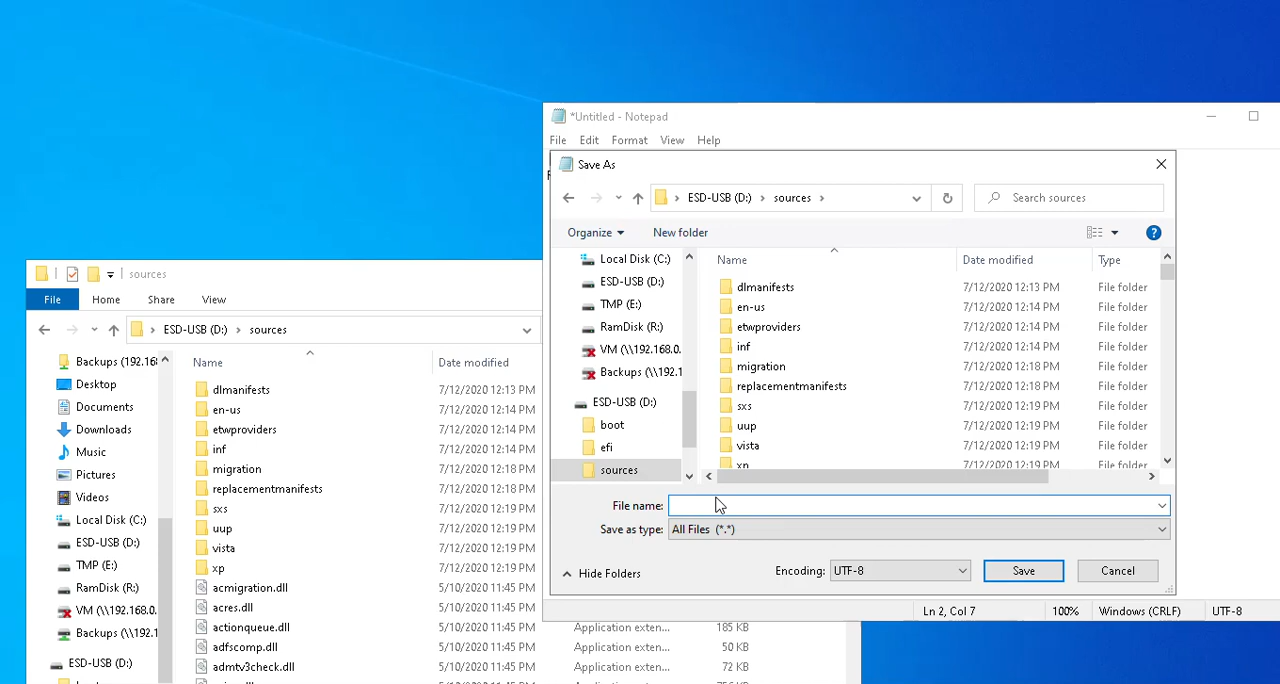 *Untitled - Notepad
File Edit Format View Help
Save As
ESD-USB (D:) sources
Search sources
Organize New folder
Local Disk (C:)
ESD-USB (D:)
TMP (E:)
RamDisk (R:)
VM (\\192.168.0.
Backups (\\192.1
ESD-USB (D:)
boot
efi
sources
Name Date modified Type
dlmanifests 7/12/2020 12:13 PM File folder
en-us 7/12/2020 12:14 PM File folder
etwproviders 7/12/2020 12:14 PM File folder
inf 7/12/2020 12:14 PM File folder
migration 7/12/2020 12:18 PM File folder
replacementmanifests 7/12/2020 12:18 PM File folder
sxs 7/12/2020 12:19 PM File folder
uup 7/12/2020 12:19 PM File folder
vista 7/12/2020 12:19 PM File folder
xp 7/12/2020 12:19 PM File folder
File name:
Save as type: All Files (*.*)
Hide Folders
Encoding: UTF-8 Save Cancel
Ln 2, Col 7 100% Windows (CRLF) UTF-8
sources
File Home Share View
ESD-USB (D:) sources
Backups (192.168
Desktop
Documents
Downloads
Music
Pictures
Videos
Local Disk (C:)
ESD-USB (D:)
TMP (E:)
RamDisk (R:)
VM (\\192.168.0.
Backups (\\192.1
ESD-USB (D:)
Name Date modified
dlmanifests 7/12/2020 12:13 PM
en-us 7/12/2020 12:14 PM
etwproviders 7/12/2020 12:14 PM
inf 7/12/2020 12:14 PM
migration 7/12/2020 12:18 PM
replacementmanifests 7/12/2020 12:18 PM
sxs 7/12/2020 12:19 PM
uup 7/12/2020 12:19 PM
vista 7/12/2020 12:19 PM
xp 7/12/2020 12:19 PM
acmigration.dll 5/10/2020 11:45 PM
acres.dll 5/10/2020 11:45 PM
actionqueue.dll 5/10/2020 11:45 PM Application exten... 185 KB
adfscomp.dll 5/10/2020 11:45 PM Application exten... 50 KB
admtv3check.dll 5/10/2020 11:45 PM Application exten... 72 KB